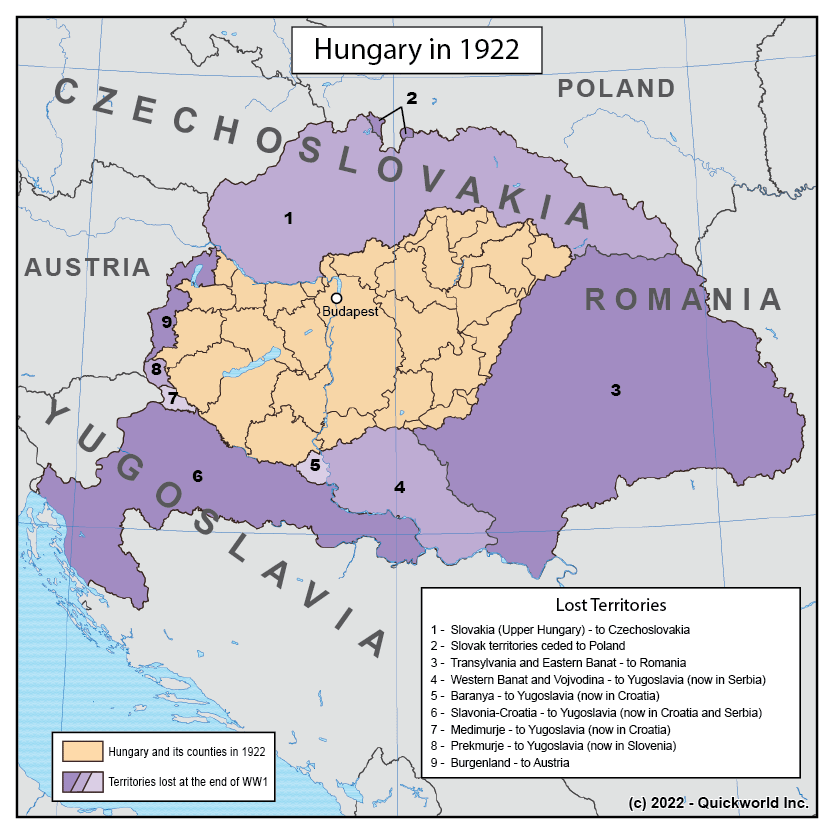 Hungary in 1922
POLAND
CZECHOSLOVAKIA
2
1
AUSTRIA
ROMANIA
Budapest
9
8
3
7
YUGOSLAVIA
5
6
4
Lost Territories
1 - Slovakia (Upper Hungary) - to Czechoslovakia
2 - Slovak territories ceded to Poland
3 - Transylvania and Eastern Banat - to Romania
4 - Western Banat and Vojvodina - to Yugoslavia (now in Serbia)
5 - Baranya - to Yugoslavia (now in Croatia)
6 - Slavonia-Croatia - to Yugoslavia (now in Croatia and Serbia)
7 - Medimurje - to Yugoslavia (now in Croatia)
8 - Prekmurje - to Yugoslavia (now in Slovenia)
9 - Burgenland - to Austria
Hungary and its counties in 1922
Territories lost at the end of WW1
(c) 2022 - Quickworld Inc.